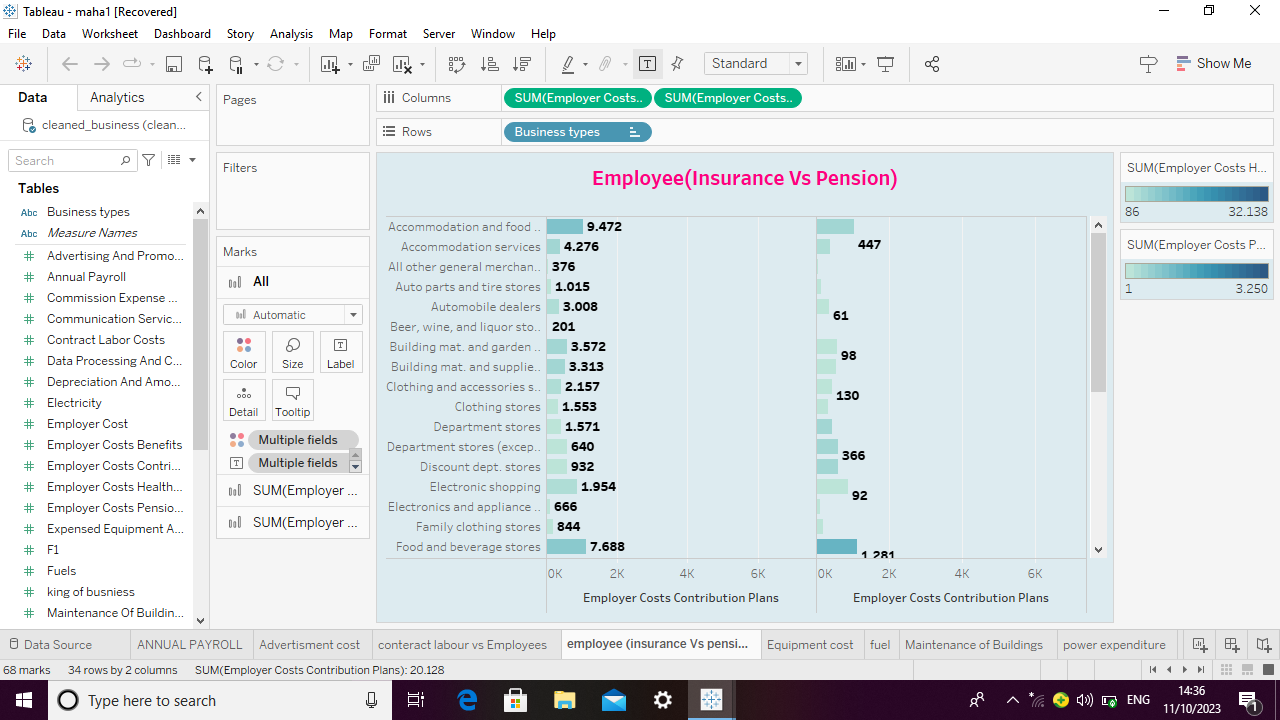 Tableau - maha1 [Recovered]
File Data Worksheet Dashboard Story Analysis Map Format Server Window Help
Standard
Show Me
Data Analytics
cleaned_business (clean...
Search
Tables
Abc Business types
Abc Measure Names
Advertising And Promo...
Annual Payroll
Commission Expense ...
Communication Servic...
Contract Labor Costs
Data Processing And C...
Depreciation And Amo...
Electricity
Employer Cost
Employer Costs Benefits
Employer Costs Contri...
Employer Costs Health...
Employer Costs Pensio...
Expensed Equipment A...
F1
Fuels
king of busniess
Maintenance Of Buildin...
Pages
Filters
Marks
All
Automatic
Color Size Label
Detail Tooltip
Multiple fields
Multiple fields
SUM(Employer ...
SUM(Employer ...
Columns SUM(Employer Costs.. SUM(Employer Costs..
Rows Business types
Employee(Insurance Vs Pension)
Accommodation and food .. 9.472
Accommodation services 4.276 447
All other general merchan.. 376
Auto parts and tire stores 1.015
Automobile dealers 3.008 61
Beer, wine, and liquor sto.. 201
Building mat. and garden .. 3.572 98
Building mat. and supplie.. 3.313
Clothing and accessories s.. 2.157 130
Clothing stores 1.553
Department stores 1.571
Department stores (excep.. 640 366
Discount dept. stores 932
Electronic shopping 1.954 92
Electronics and appliance .. 666
Family clothing stores 844
Food and beverage stores 7.688 1.281
0K 2K 4K 6K 0K 2K 4K 6K
Employer Costs Contribution Plans Employer Costs Contribution Plans
SUM(Employer Costs H...
86 32.138
SUM(Employer Costs P...
1 3.250
Data Source ANNUAL PAYROLL Advertisment cost conteract labour vs Employees employee (insurance Vs pensi... Equipment cost fuel Maintenance of Buildings power expenditure
68 marks 34 rows by 2 columns SUM(Employer Costs Contribution Plans): 20.128
Type here to search
ENG
14:36
11/10/2023
1